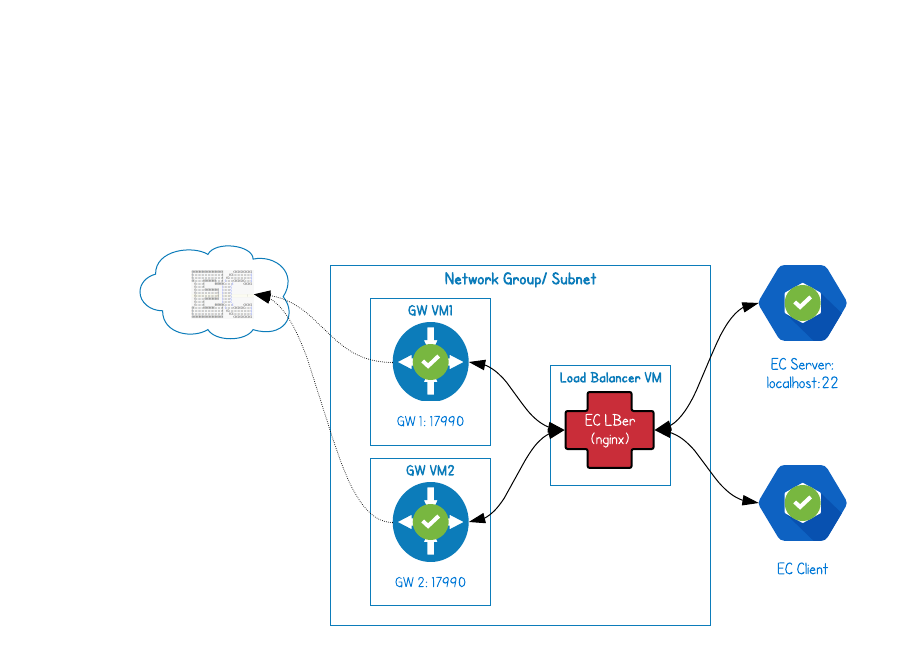 Network Group/ Subnet
GW VM1
GW 1: 17990
GW VM2
GW 2: 17990
Load Balancer VM
EC LBer
(nginx)
EC Server:
localhost:22
EC Client
EC